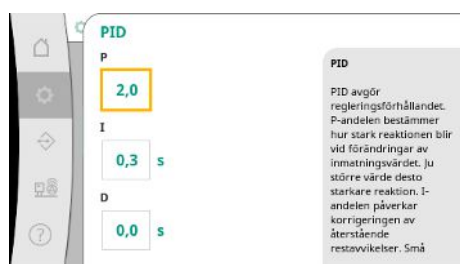 PID
P
2,0
I
0,3 s
D
0,0 s
PID
PID avgör
regleringsförhållandet.
P-andelen bestämmer
hur stark reaktionen blir
vid förändringar av
inmatningsvärdet. Ju
större värde desto
starkare reaktion. I-
andelen påverkar
korrigeringen av
återstående
restavvikelser. Små